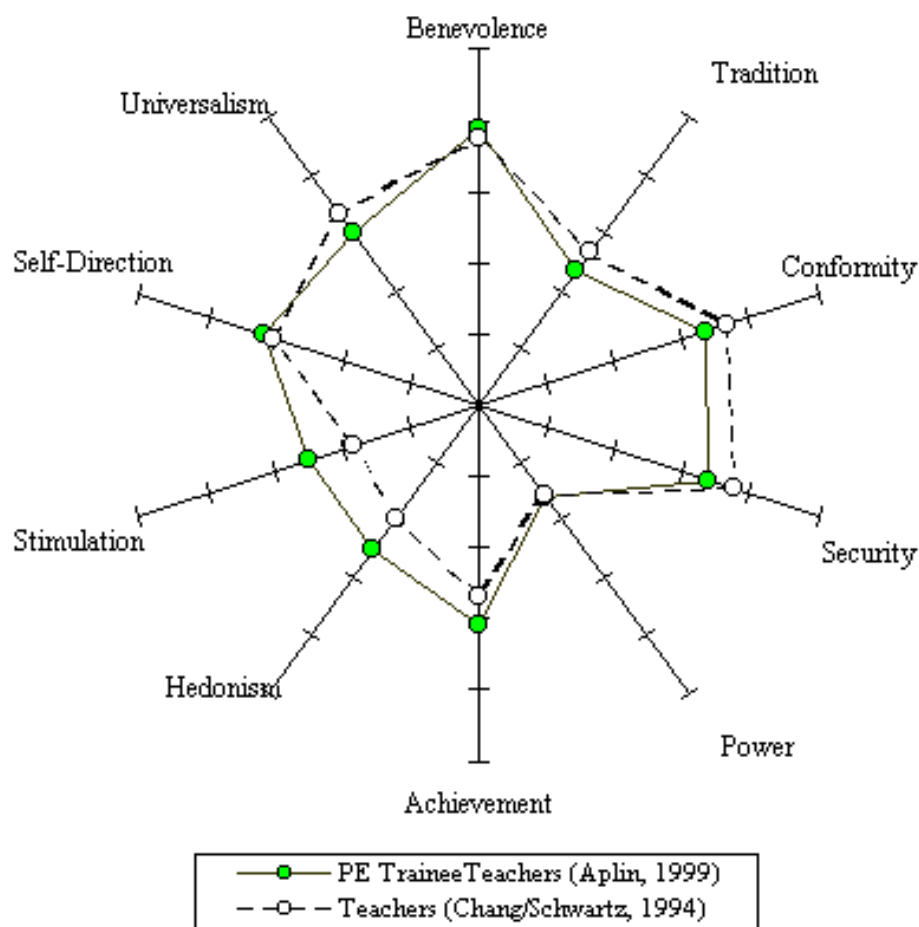 Benevolence
Tradition
Universalism
Self-Direction
Conformity
Stimulation
Security
Hedonism
Power
Achievement
PE TraineeTeachers (Aplin, 1999)
Teachers (Chang/Schwartz, 1994)